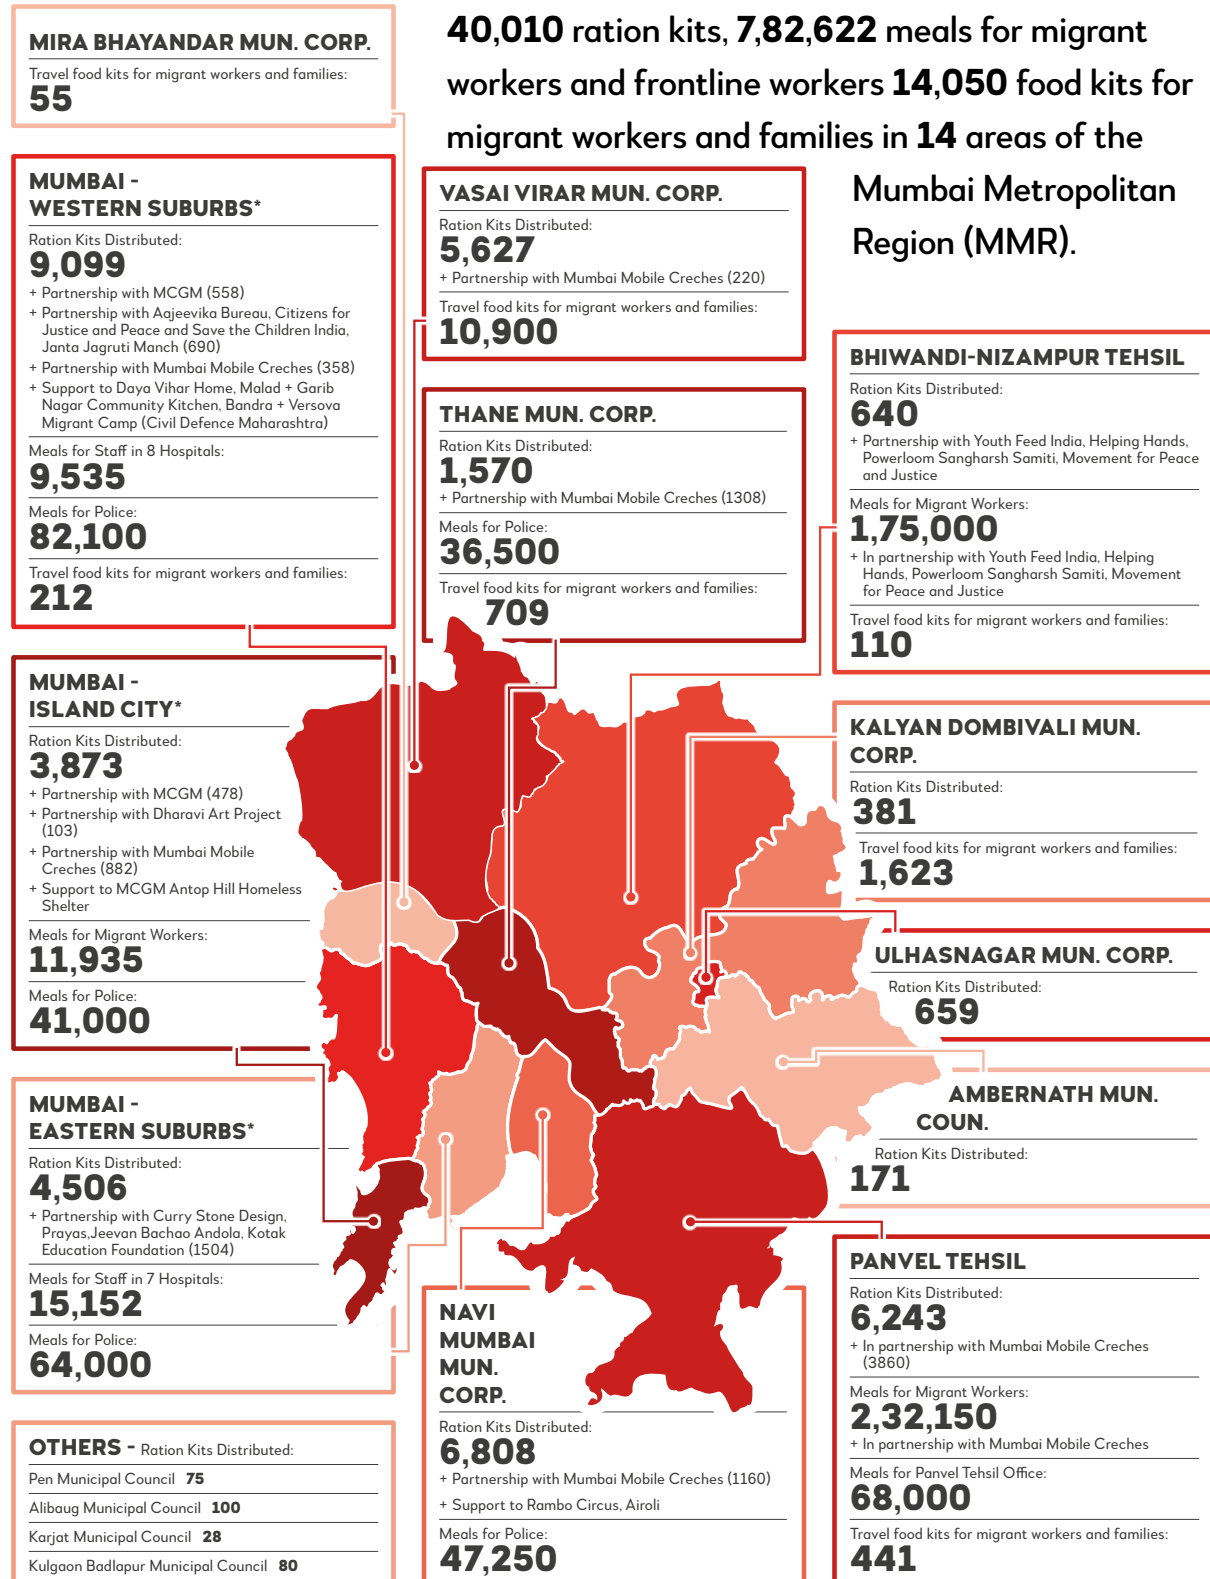 40,010 ration kits, 7,82,622 meals for migrant
workers and frontline workers 14,050 food kits for
migrant workers and families in 14 areas of the
Mumbai Metropolitan
Region (MMR).
MIRA BHAYANDAR MUN. CORP.
Travel food kits for migrant workers and families:
55
MUMBAI -
WESTERN SUBURBS*
Ration Kits Distributed:
9,099
+ Partnership with MCGM (558)
+ Partnership with Aajeevika Bureau, Citizens for
Justice and Peace and Save the Children India,
Janta Jagruti Manch (690)
+ Partnership with Mumbai Mobile Creches (358)
+ Support to Daya Vihar Home, Malad + Garib
Nagar Community Kitchen, Bandra + Versova
Migrant Camp (Civil Defence Maharashtra)
Meals for Staff in 8 Hospitals:
9,535
Meals for Police:
82,100
Travel food kits for migrant workers and families:
212
MUMBAI -
ISLAND CITY*
Ration Kits Distributed:
3,873
+ Partnership with MCGM (478)
+ Partnership with Dharavi Art Project
(103)
+ Partnership with Mumbai Mobile
Creches (882)
+ Support to MCGM Antop Hill Homeless
Shelter
Meals for Migrant Workers:
11,935
Meals for Police:
41,000
MUMBAI -
EASTERN SUBURBS*
Ration Kits Distributed:
4,506
+ Partnership with Curry Stone Design,
Prayas,Jeevan Bachao Andola, Kotak
Education Foundation (1504)
Meals for Staff in 7 Hospitals:
15,152
Meals for Police:
64,000
OTHERS - Ration Kits Distributed:
Pen Municipal Council 75
Alibaug Municipal Council 100
Karjat Municipal Council 28
Kulgaon Badlapur Municipal Council 80
VASAI VIRAR MUN. CORP.
Ration Kits Distributed:
5,627
+ Partnership with Mumbai Mobile Creches (220)
Travel food kits for migrant workers and families:
10,900
THANE MUN. CORP.
Ration Kits Distributed:
1,570
+ Partnership with Mumbai Mobile Creches (1308)
Meals for Police:
36,500
Travel food kits for migrant workers and families:
709
NAVI
MUMBAI
MUN.
CORP.
Ration Kits Distributed:
6,808
+ Partnership with Mumbai Mobile Creches (1160)
+ Support to Rambo Circus, Airoli
Meals for Police:
47,250
BHIWANDI-NIZAMPUR TEHSIL
Ration Kits Distributed:
640
+ Partnership with Youth Feed India, Helping Hands,
Powerloom Sangharsh Samiti, Movement for Peace
and Justice
Meals for Migrant Workers:
1,75,000
+ In partnership with Youth Feed India, Helping
Hands, Powerloom Sangharsh Samiti, Movement
for Peace and Justice
Travel food kits for migrant workers and families:
110
KALYAN DOMBIVALI MUN.
CORP.
Ration Kits Distributed:
381
Travel food kits for migrant workers and families:
1,623
ULHASNAGAR MUN. CORP.
Ration Kits Distributed:
659
AMBERNATH MUN.
COUN.
Ration Kits Distributed:
171
PANVEL TEHSIL
Ration Kits Distributed:
6,243
+ In partnership with Mumbai Mobile Creches
(3860)
Meals for Migrant Workers:
2,32,150
+ In partnership with Mumbai Mobile Creches
Meals for Panvel Tehsil Office:
68,000
Travel food kits for migrant workers and families:
441